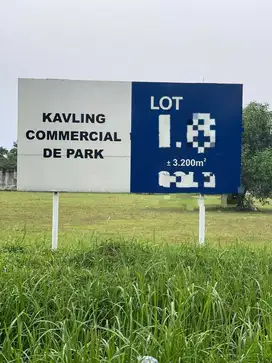 KAVLING
COMMERCIAL
DE PARK
LOT
± 3.200m²